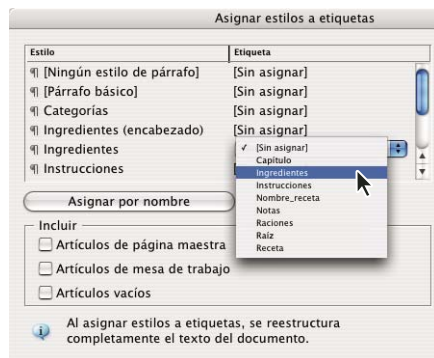 Asignar estilos a etiquetas
Estilo Etiqueta
¶ [Ningún estilo de párrafo] [Sin asignar]
¶ [Párrafo básico] [Sin asignar]
¶ Categorías [Sin asignar]
¶ Ingredientes (encabezado) [Sin asignar]
¶ Ingredientes ✓ [Sin asignar]
¶ Instrucciones
Capítulo
Ingredientes
Instrucciones
Nombre_receta
Notas
Raciones
Raíz
Receta
Asignar por nombre
Incluir
Artículos de página maestra
Artículos de mesa de trabajo
Artículos vacíos
Al asignar estilos a etiquetas, se reestructura
completamente el texto del documento.